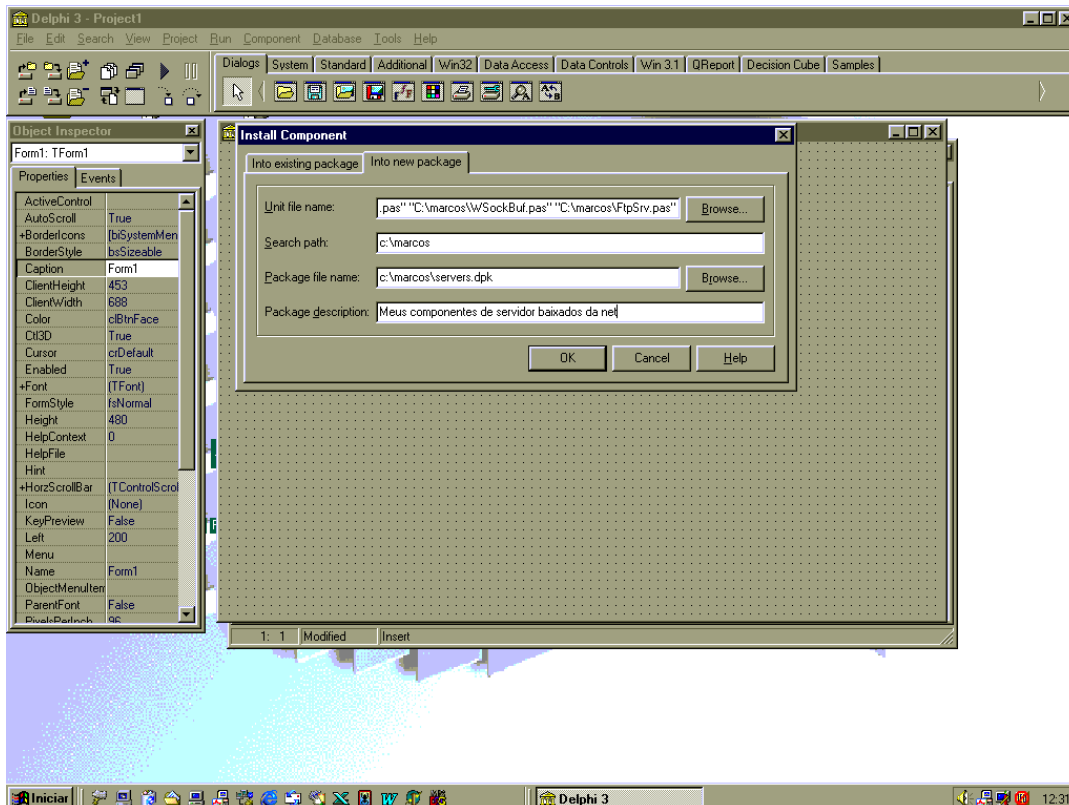 Delphi 3 - Project1
File Edit Search View Project Run Component Database Tools Help
Dialogs System Standard Additional Win32 Data Access Data Controls Win 3.1 QReport Decision Cube Samples
Object Inspector
Form1: TForm1
Properties Events
ActiveControl
AutoScroll True
+BorderIcons [biSystemMen
BorderStyle bsSizeable
Caption Form1
ClientHeight 453
ClientWidth 688
Color clBtnFace
Ctl3D True
Cursor crDefault
Enabled True
+Font (TFont)
FormStyle fsNormal
Height 480
HelpContext 0
HelpFile
Hint
+HorzScrollBar (TControlScrol
Icon (None)
KeyPreview False
Left 200
Menu
Name Form1
ObjectMenuIten
ParentFont False
PixelsPerInch 96
Install Component
Into existing package Into new package
Unit file name: .pas" "C:\marcos\WSockBuf.pas" "C:\marcos\FtpSrv.pas" Browse...
Search path: c:\marcos
Package file name: c:\marcos\servers.dpk Browse...
Package description: Meus componentes de servidor baixados da net
OK Cancel Help
1: 1 Modified Insert
Iniciar Delphi 3 12:31